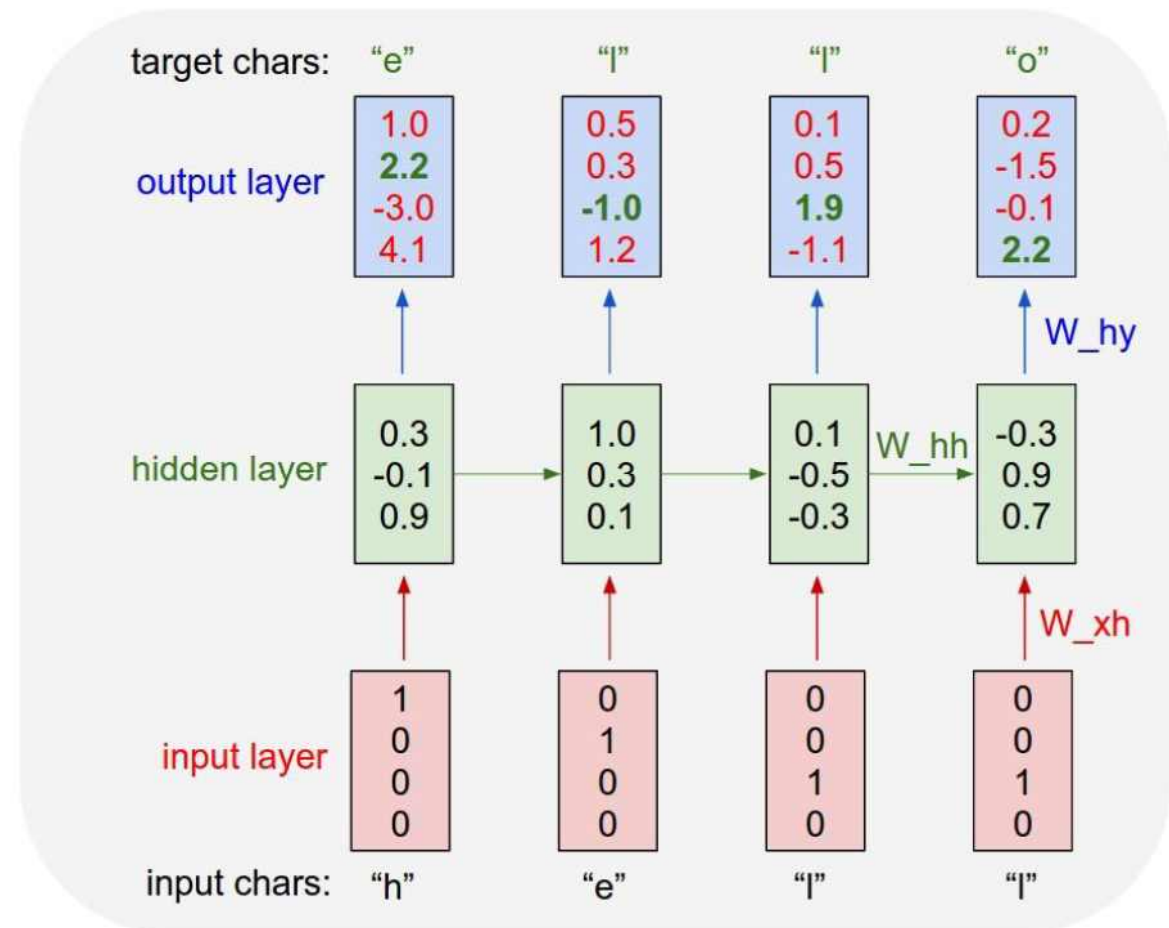 target chars: “e” “l” “l” “o”
1.0 0.5 0.1 0.2
2.2 0.3 0.5 -1.5
output layer
-3.0 -1.0 1.9 -0.1
4.1 1.2 -1.1 2.2
W_hy
0.3 1.0 0.1 -0.3
W_hh
hidden layer -0.1 0.3 -0.5 0.9
0.9 0.1 -0.3 0.7
W_xh
1 0 0 0
0 1 0 0
input layer
0 0 1 1
0 0 0 0
input chars: “h” “e” “l” “l”